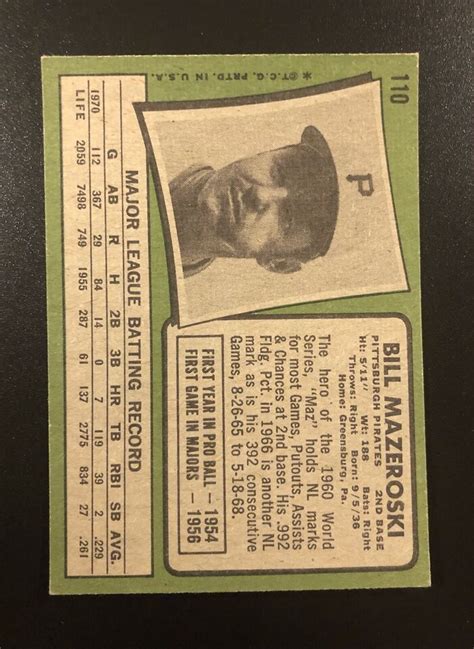 110
* © T.C.G. PRTD. IN U.S.A.
P
BILL MAZEROSKI
PITTSBURGH PIRATES 2ND BASE
Ht: 5/11" Wt: 188 Bats: Right
Throws: Right Born: 9/5/36
Home: Greensburg, Pa.
The hero of the 1960 World
Series, "Maz" holds NL marks
for most Games, Putouts, Assists
& Chances at 2nd base. His .992
Fldg. Pct. in 1966 is another NL
mark as is his 392 consecutive
Games, 8-26-65 to 5-18-68.
FIRST YEAR IN PRO BALL — 1954
FIRST GAME IN MAJORS — 1956
MAJOR LEAGUE BATTING RECORD
G AB R H 2B 3B HR TB RBI SB AVG.
1970 112 367 29 84 14 0 7 119 39 2 .229
LIFE 2059 7498 749 1955 287 61 137 2775 834 27 .261